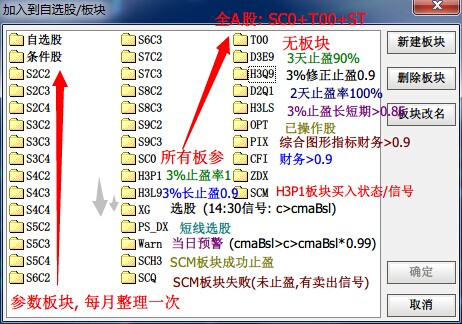 加入到自选股/板块
全A股: SC0+T00+ST
自选股
条件股
S2C2
S2C3
S2C4
S3C2
S3C3
S3C4
S4C2
S4C3
S4C4
S5C2
S5C3
S5C4
S6C2
参数板块, 每月整理一次
S6C3
S7C2
S7C3
S8C2
S8C3
S9C2
S9C3
所有板参
SC0
H3P1 3%止盈率1
H3L9 3%长止盈0.9
XG 选股 (14:30信号: c>cmaBsl)
PS_DX 短线选股
Warn 当日预警 (cmaBsl>c>cmaBsl*0.99)
SCH3 SCM板块成功止盈
SCQ SCM板块失败(未止盈,有卖出信号)
T00 无板块
D3E9 3天止盈90%
H3Q9 3%修正止盈0.9
D2Q1 2天止盈率100%
H3LS 3%止盈长短期>0.85
OPT 已操作股
PIX 综合图形指标财务>0.9
CFI 财务>0.9
ZDX
SCM H3P1板块买入状态/信号
新建板块
删除板块
板块改名
确定
取消